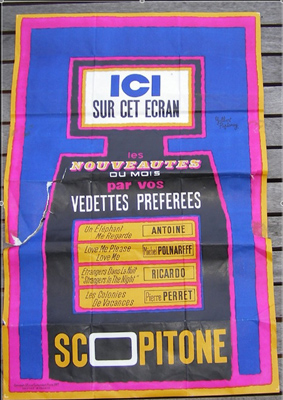 ICI
SUR CET ECRAN
les
NOUVEAUTES
DU MOIS
par vos
VEDETTES PREFEREES
Un Eléphant Me Regarde
ANTOINE
Love Me Please Love Me
Michel POLNAREFF
Etrangers Dans La Nuit "Strangers In The Night"
RICARDO
Les Colonies De Vacances
Pierre PERRET
SCOPITONE